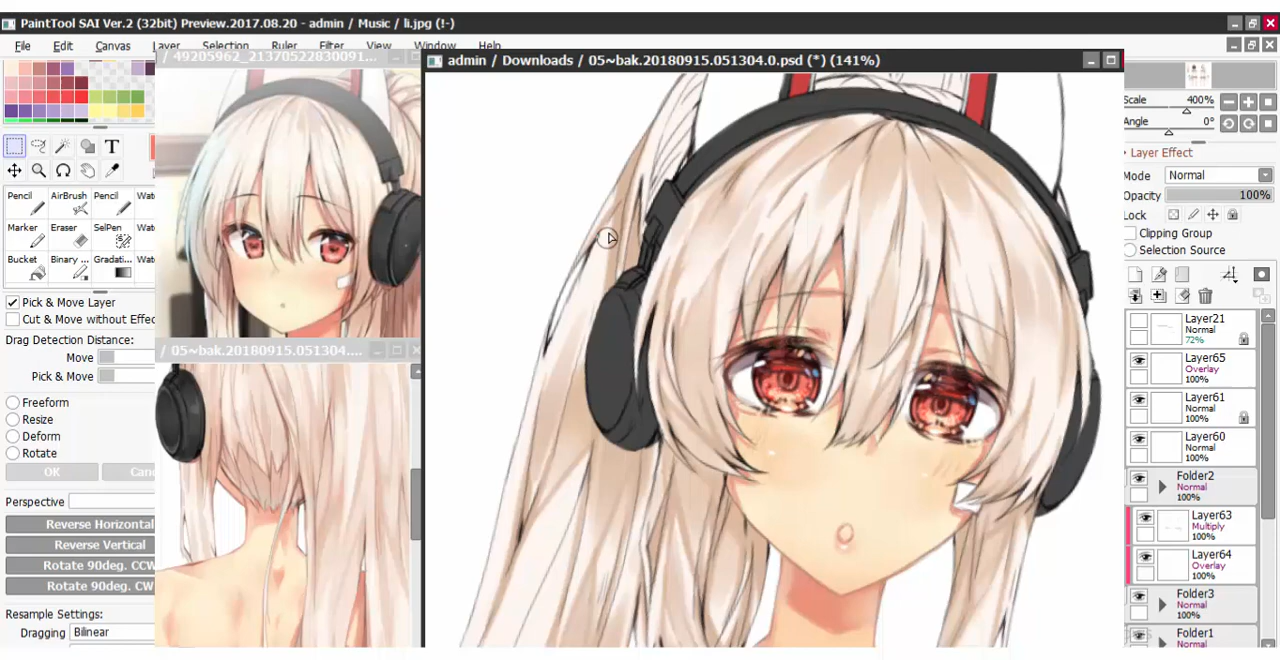 PaintTool SAI Ver.2 (32bit) Preview.2017.08.20 - admin / Music / li.jpg (!-)
File Edit Canvas Layer Selection Ruler Filter View Window Help
/ 49205962_21370522830091...
admin / Downloads / 05~bak.20180915.051304.0.psd (*) (141%)
/ 05~bak.20180915.051304....
T
Pencil AirBrush Pencil Wate
Marker Eraser SelPen Wate
Bucket Binary ... Gradati... Wate
Pick & Move Layer
Cut & Move without Effec
Drag Detection Distance:
Move
Pick & Move
Freeform
Resize
Deform
Rotate
OK Canc
Perspective
Reverse Horizontal
Reverse Vertical
Rotate 90deg. CCW
Rotate 90deg. CW
Resample Settings:
Dragging Bilinear
Scale 400%
Angle 0°
Layer Effect
Mode Normal
Opacity 100%
Lock
Clipping Group
Selection Source
Layer21
Normal
72%
Layer65
Overlay
100%
Layer61
Normal
100%
Layer60
Normal
100%
Folder2
Normal
100%
Layer63
Multiply
100%
Layer64
Overlay
100%
Folder3
Normal
100%
Folder1
Normal